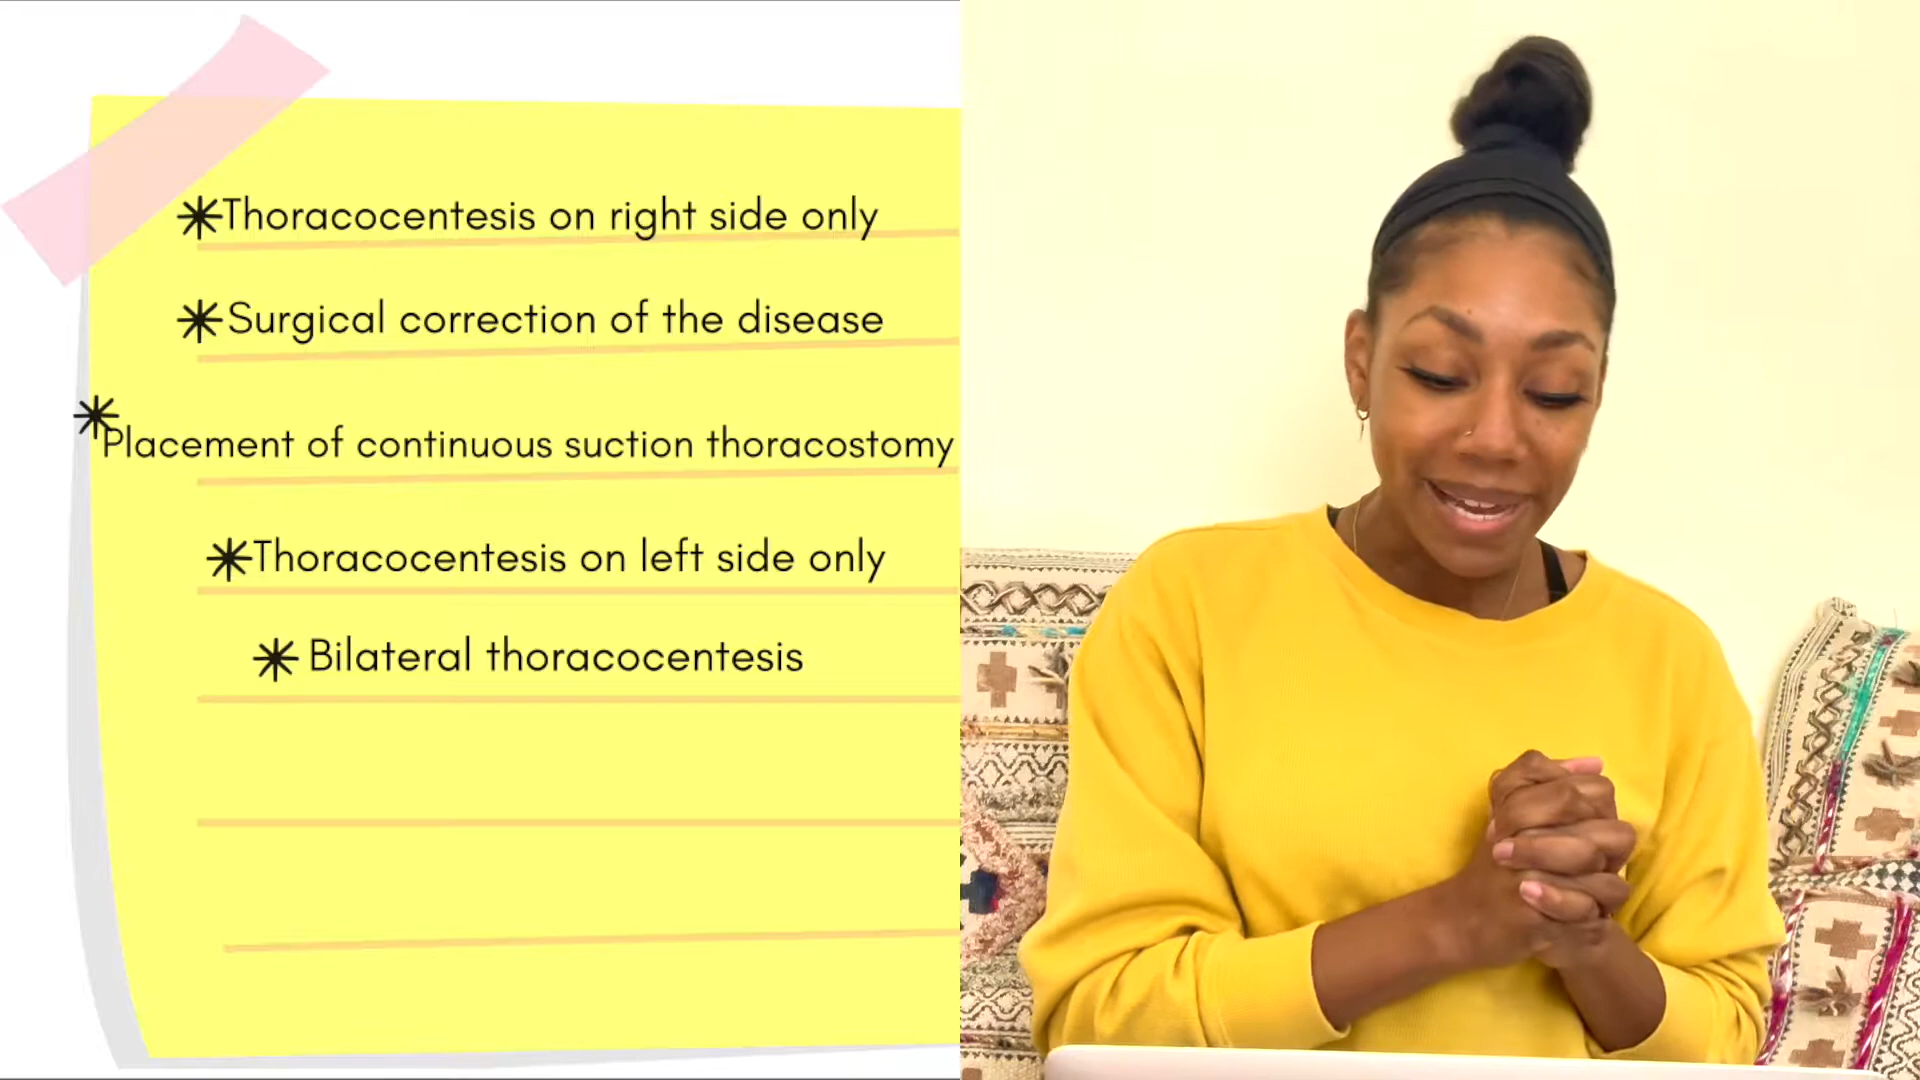 Thoracocentesis on right side only
Surgical correction of the disease
Placement of continuous suction thoracostomy
Thoracocentesis on left side only
Bilateral thoracocentesis